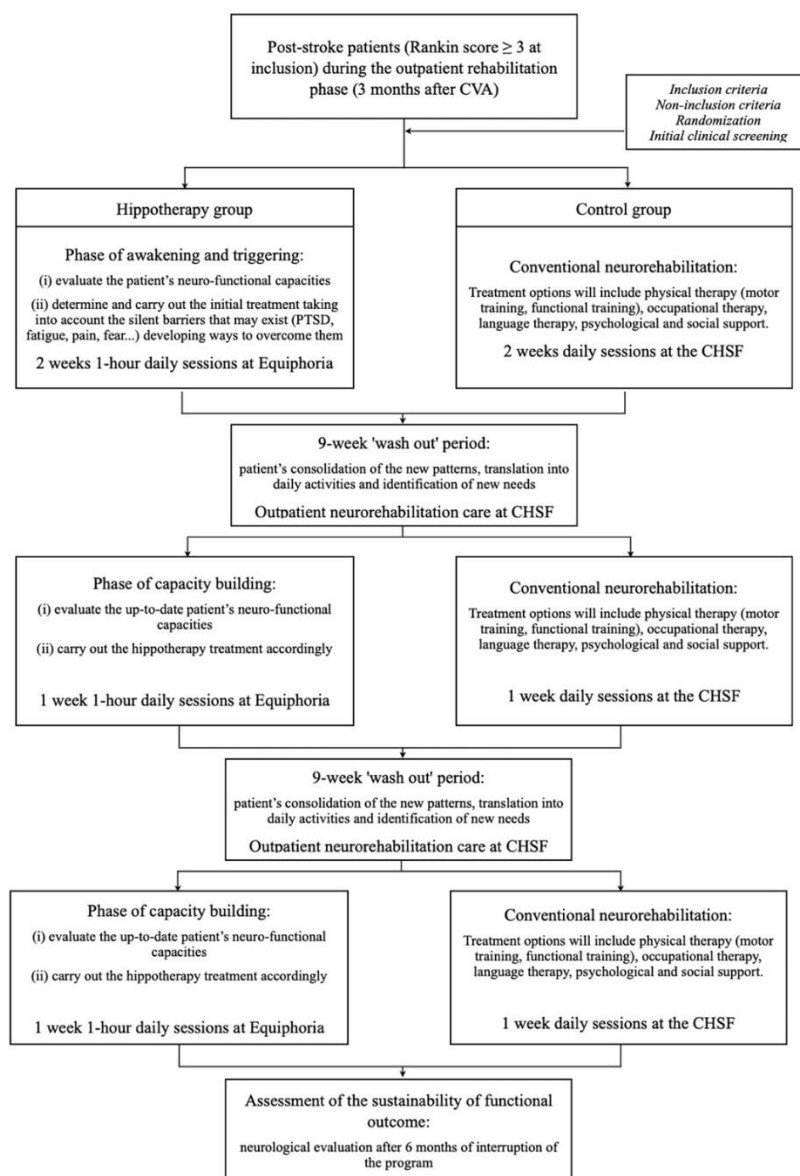 Post-stroke patients (Rankin score ≥ 3 at
inclusion) during the outpatient rehabilitation
phase (3 months after CVA)
Inclusion criteria
Non-inclusion criteria
Randomization
Initial clinical screening
Hippotherapy group
Phase of awakening and triggering:
(i) evaluate the patient's neuro-functional
capacities
(ii) determine and carry out the initial treatment taking
into account the silent barriers that may exist (PTSD,
fatigue, pain, fear...) developing ways to overcome them
2 weeks 1-hour daily sessions at Equiphoria
Control group
Conventional neurorehabilitation:
Treatment options will include physical therapy (motor
training, functional training), occupational therapy,
language therapy, psychological and social support.
2 weeks daily sessions at the CHSF
9-week 'wash out' period:
patient's consolidation of the new patterns, translation into
daily activities and identification of new needs
Outpatient neurorehabilitation care at CHSF
Phase of capacity building:
(i) evaluate the up-to-date patient's neuro-functional
capacities
(ii) carry out the hippotherapy treatment accordingly
1 week 1-hour daily sessions at Equiphoria
Conventional neurorehabilitation:
Treatment options will include physical therapy (motor
training, functional training), occupational therapy,
language therapy, psychological and social support.
1 week daily sessions at the CHSF
9-week 'wash out' period:
patient's consolidation of the new patterns, translation into
daily activities and identification of new needs
Outpatient neurorehabilitation care at CHSF
Phase of capacity building:
(i) evaluate the up-to-date patient's neuro-functional
capacities
(ii) carry out the hippotherapy treatment accordingly
1 week 1-hour daily sessions at Equiphoria
Conventional neurorehabilitation:
Treatment options will include physical therapy (motor
training, functional training), occupational therapy,
language therapy, psychological and social support.
1 week daily sessions at the CHSF
Assessment of the sustainability of functional
outcome:
neurological evaluation after 6 months of interruption of
the program